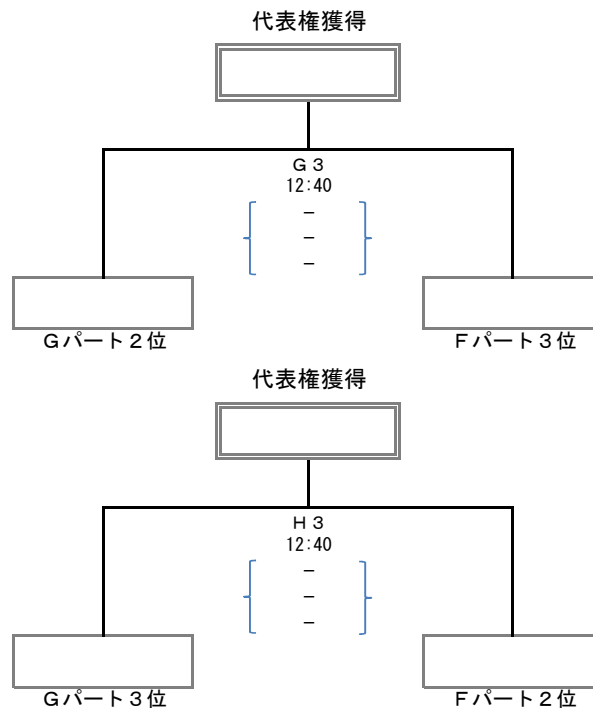 代表権獲得
Ｇ３
12:40
－
－
－
Ｇパート２位
Ｆパート３位
代表権獲得
Ｈ３
12:40
－
－
－
Ｇパート３位
Ｆパート２位